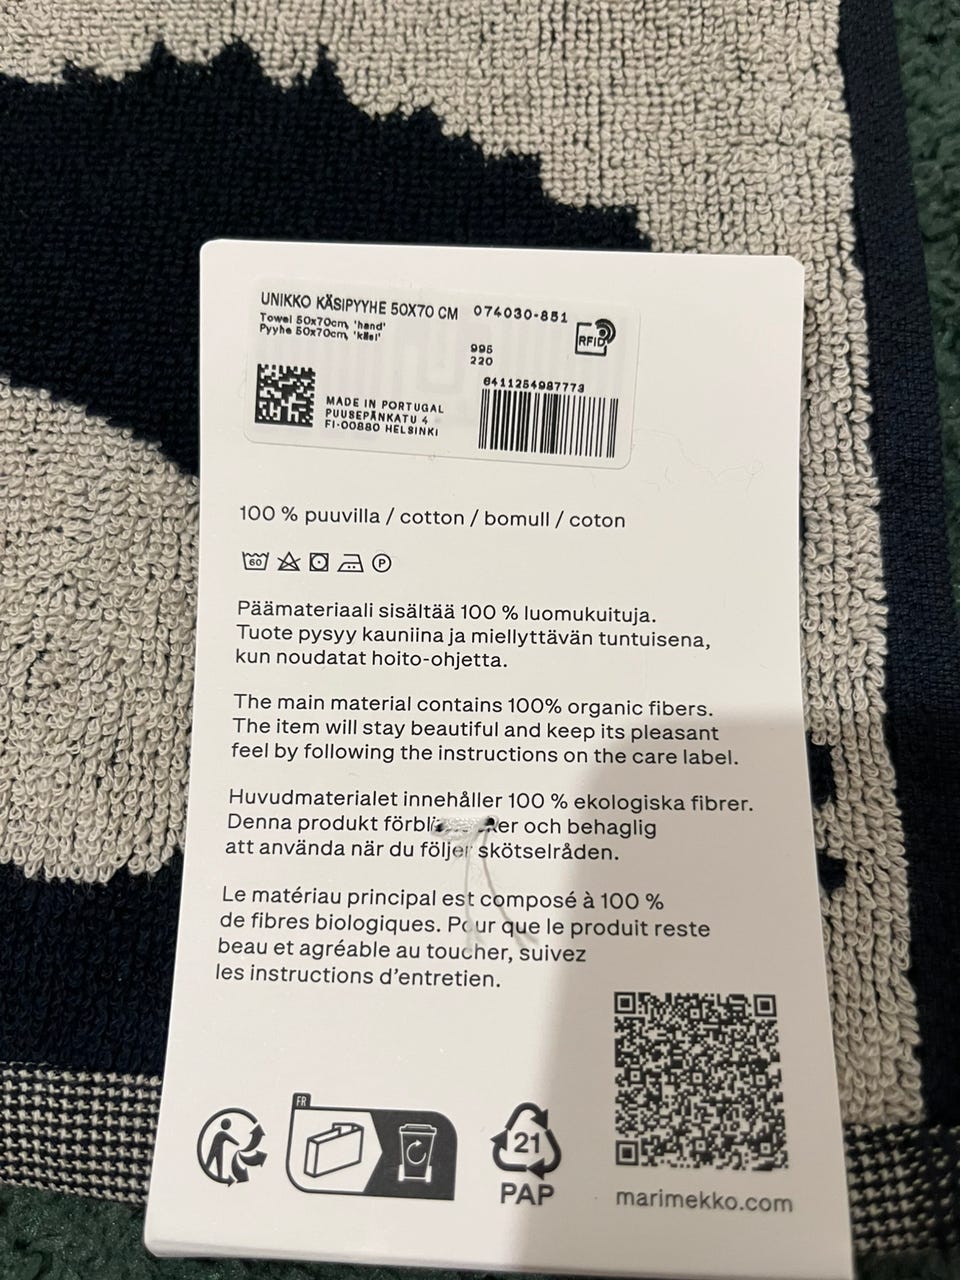 UNIKKO KÄSIPYYHE 50X70 CM 074030-851
Towel 50x70cm, 'hand'
Pyyhe 50x70cm, 'käsi'
RFID
995
220
6411254987773
MADE IN PORTUGAL
PUUSEPÄNKATU 4
FI-00880 HELSINKI
100 % puuvilla / cotton / bomull / coton
60
P
Päämateriaali sisältää 100 % luomukuituja.
Tuote pysyy kauniina ja miellyttävän tuntuisena,
kun noudatat hoito-ohjetta.
The main material contains 100% organic fibers.
The item will stay beautiful and keep its pleasant
feel by following the instructions on the care label.
Huvudmaterialet innehåller 100 % ekologiska fibrer.
Denna produkt och behaglig
att använda när du följer skötselråden.
Le matériau principal est composé à 100 %
de fibres biologiques. Pour que le produit reste
beau et agréable au toucher, suivez
les instructions d'entretien.
FR
21
PAP
marimekko.com